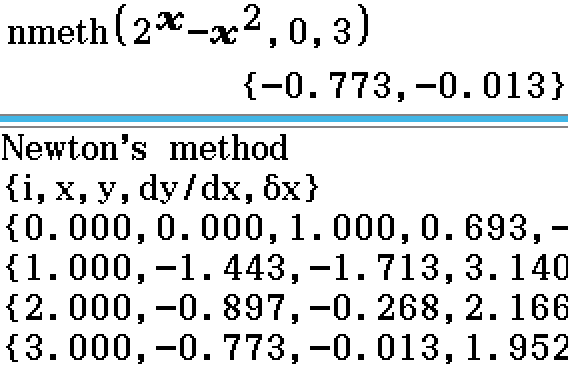 nmeth(2^x-x^2,0,3)
{-0.773,-0.013}
Newton's method
{i,x,y,dy/dx,δx}
{0.000,0.000,1.000,0.693,-
{1.000,-1.443,-1.713,3.140
{2.000,-0.897,-0.268,2.166
{3.000,-0.773,-0.013,1.952